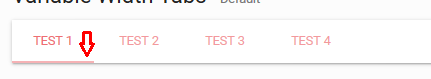 Variable Width Tabs Default
TEST 1 TEST 2 TEST 3 TEST 4